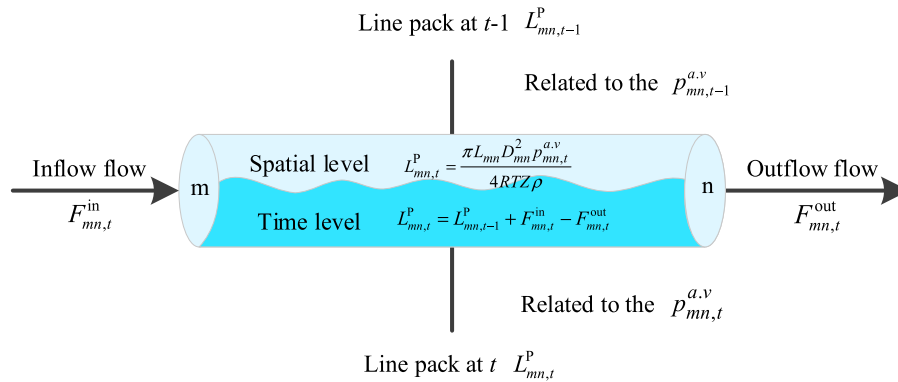 Line pack at t-1 L^P_{mn,t-1}
Related to the p^{a.v}_{mn,t-1}
Inflow flow
F^{in}_{mn,t}
m
Spatial level L^P_{mn,t} = \frac{πL_{mn}D^2_{mn}p^{a.v}_{mn,t}}{4RTZρ}
Time level L^P_{mn,t} = L^P_{mn,t-1} + F^{in}_{mn,t} − F^{out}_{mn,t}
n
Outflow flow
F^{out}_{mn,t}
Related to the p^{a.v}_{mn,t}
Line pack at t L^P_{mn,t}